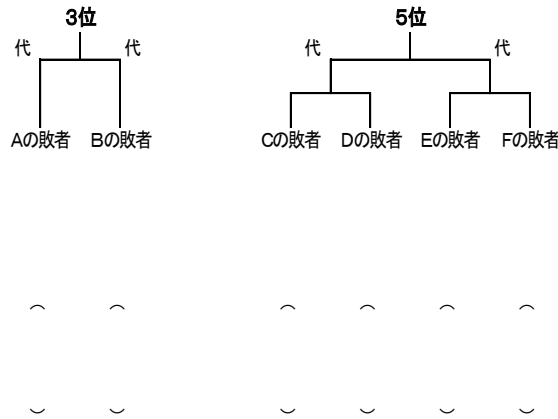 3位 5位
代 代 代 代
Aの敗者 Bの敗者 Cの敗者 Dの敗者 Eの敗者 Fの敗者
︵ ︵ ︵ ︵ ︵ ︵
︶ ︶ ︶ ︶ ︶ ︶